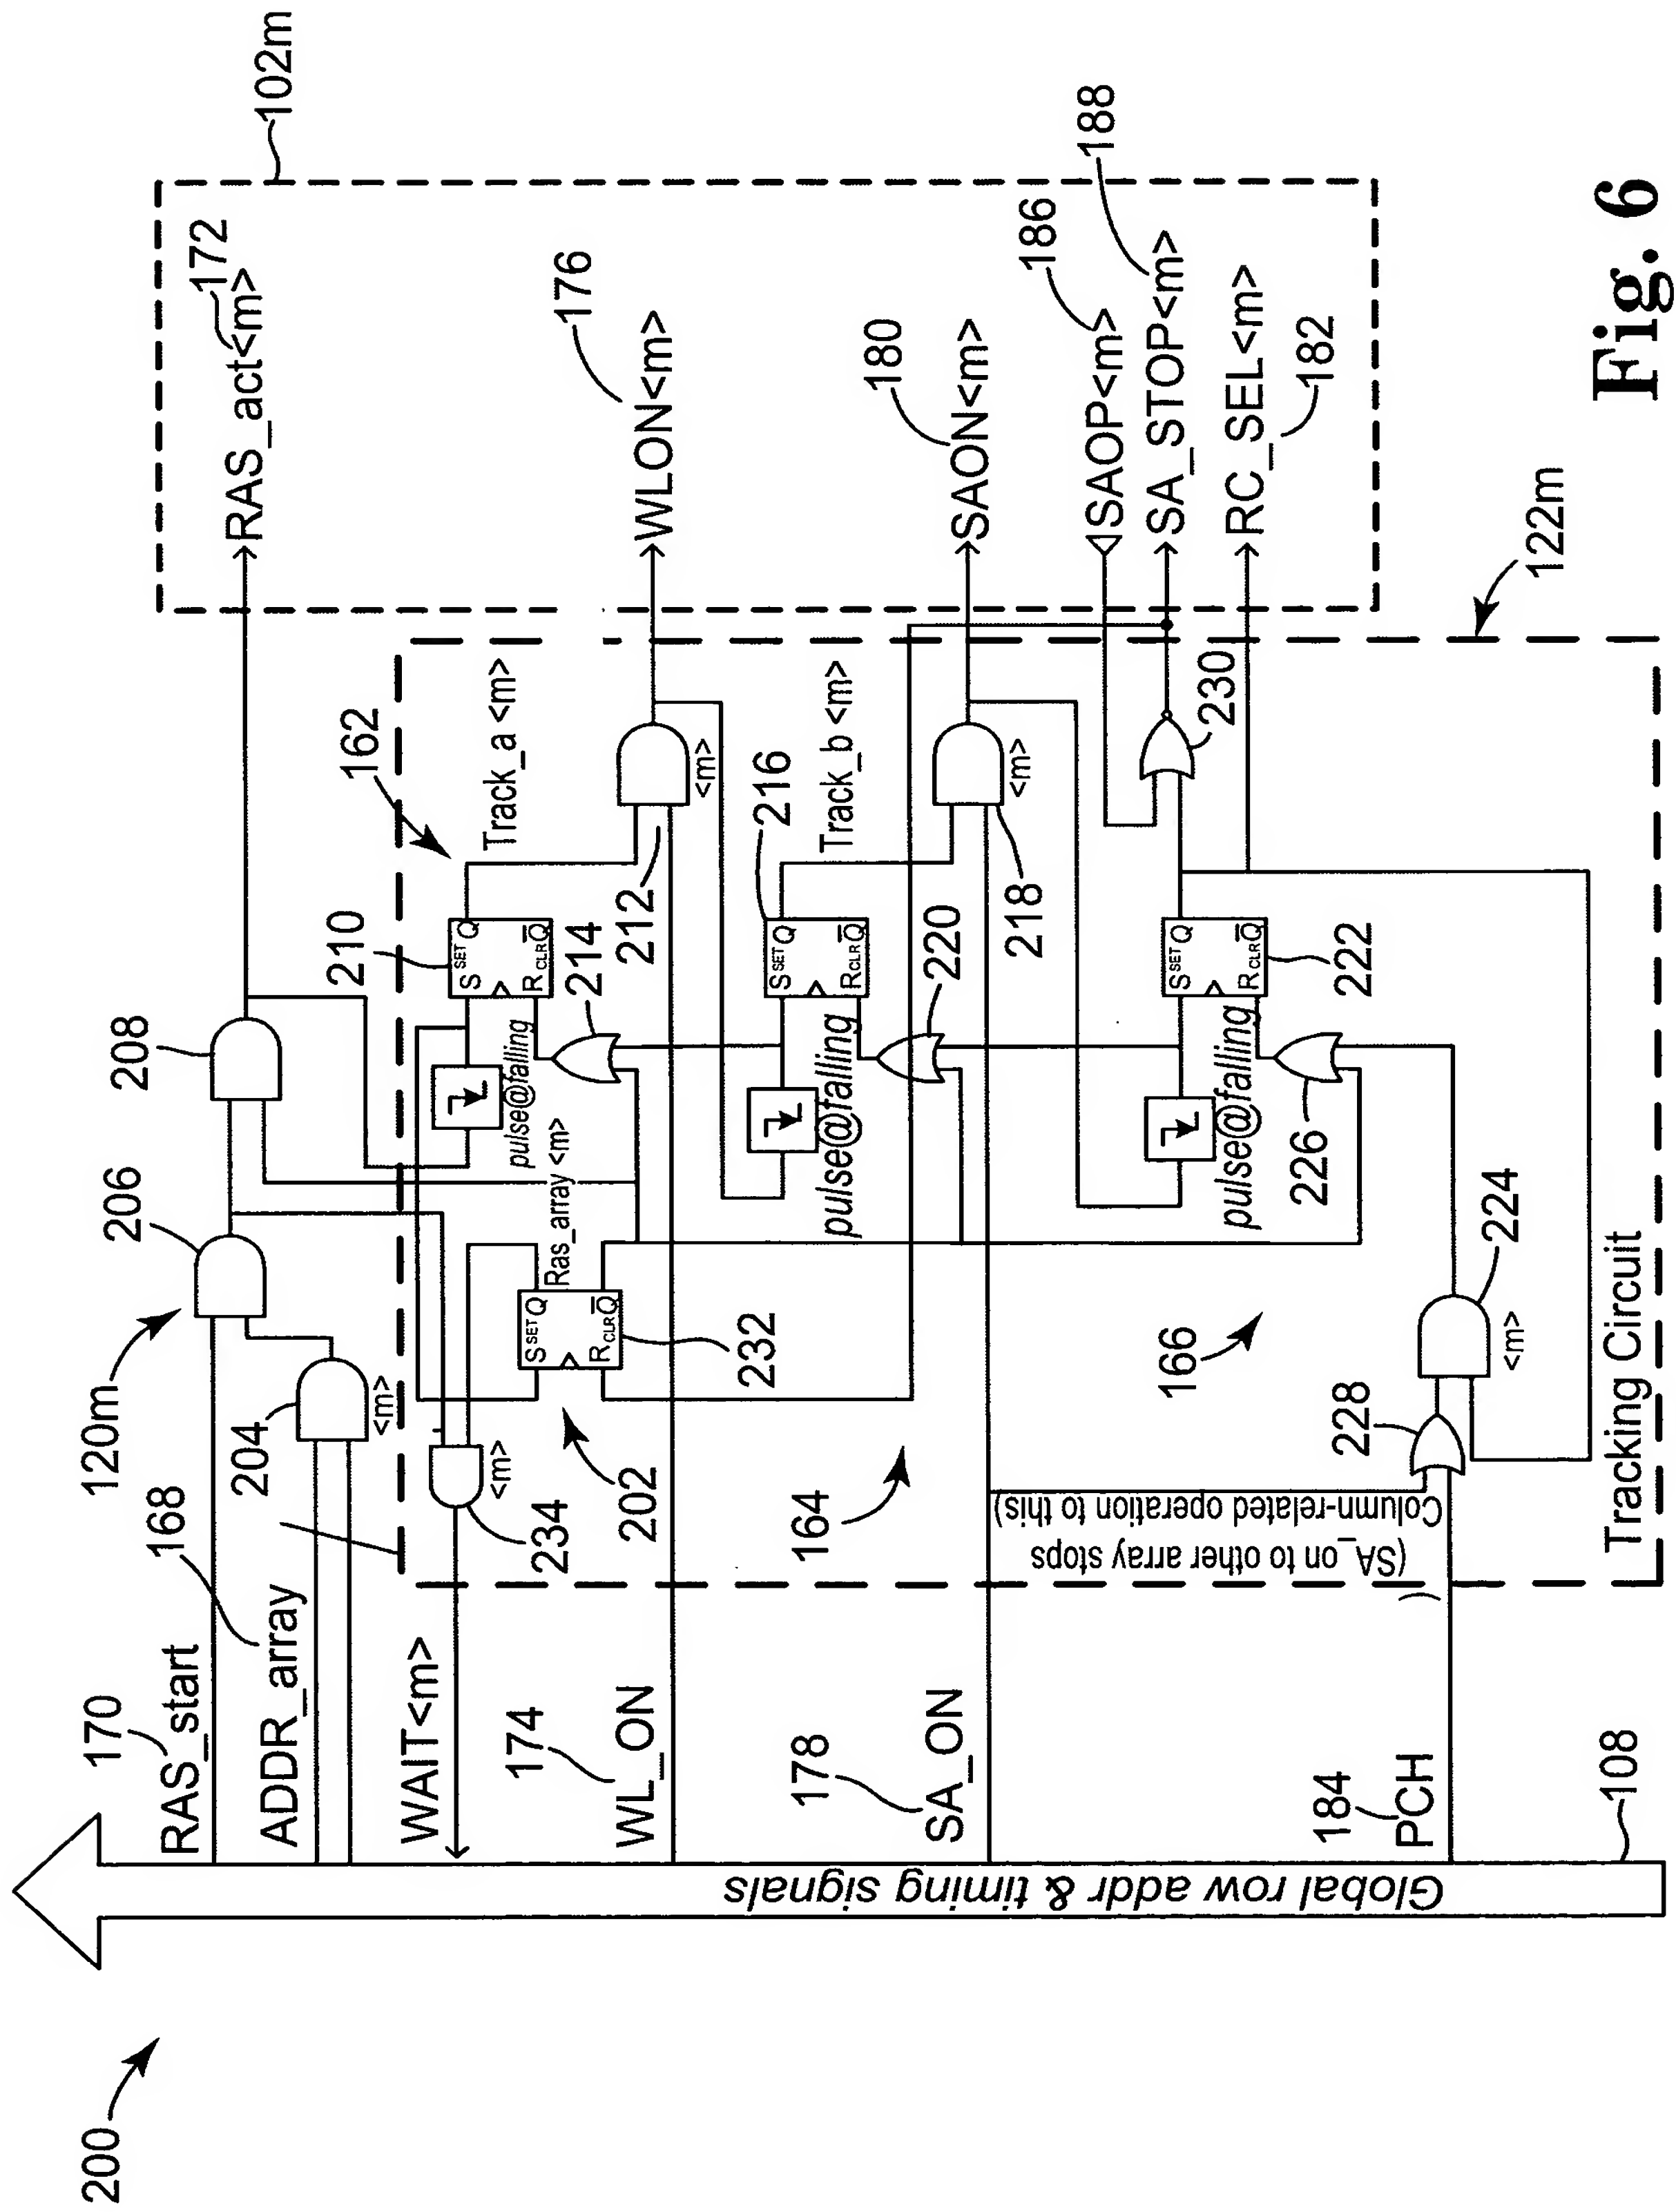 200
170
RAS_start
168
ADDR_array
WAIT<m>
174
WL_ON
178
SA_ON
184
PCH
108
Global row addr & timing signals
120m
204
<m>
206
208
234
<m>
202
232
S SET Q
R CLR Q̅
Ras_array <m>
pulse@falling
210
S SET Q
R CLR Q̅
214
162
Track_a <m>
212
<m>
164
pulse@falling
216
S SET Q
R CLR Q̅
220
Track_b <m>
218
<m>
166
pulse@falling
222
S SET Q
R CLR Q̅
226
224
<m>
228
230
(SA_on to other array stops
Column-related operation to this)
)
Tracking Circuit
122m
102m
172
RAS_act<m>
176
WLON<m>
180
SAON<m>
186
SAOP<m>
188
SA_STOP<m>
RC_SEL<m>
182
Fig. 6